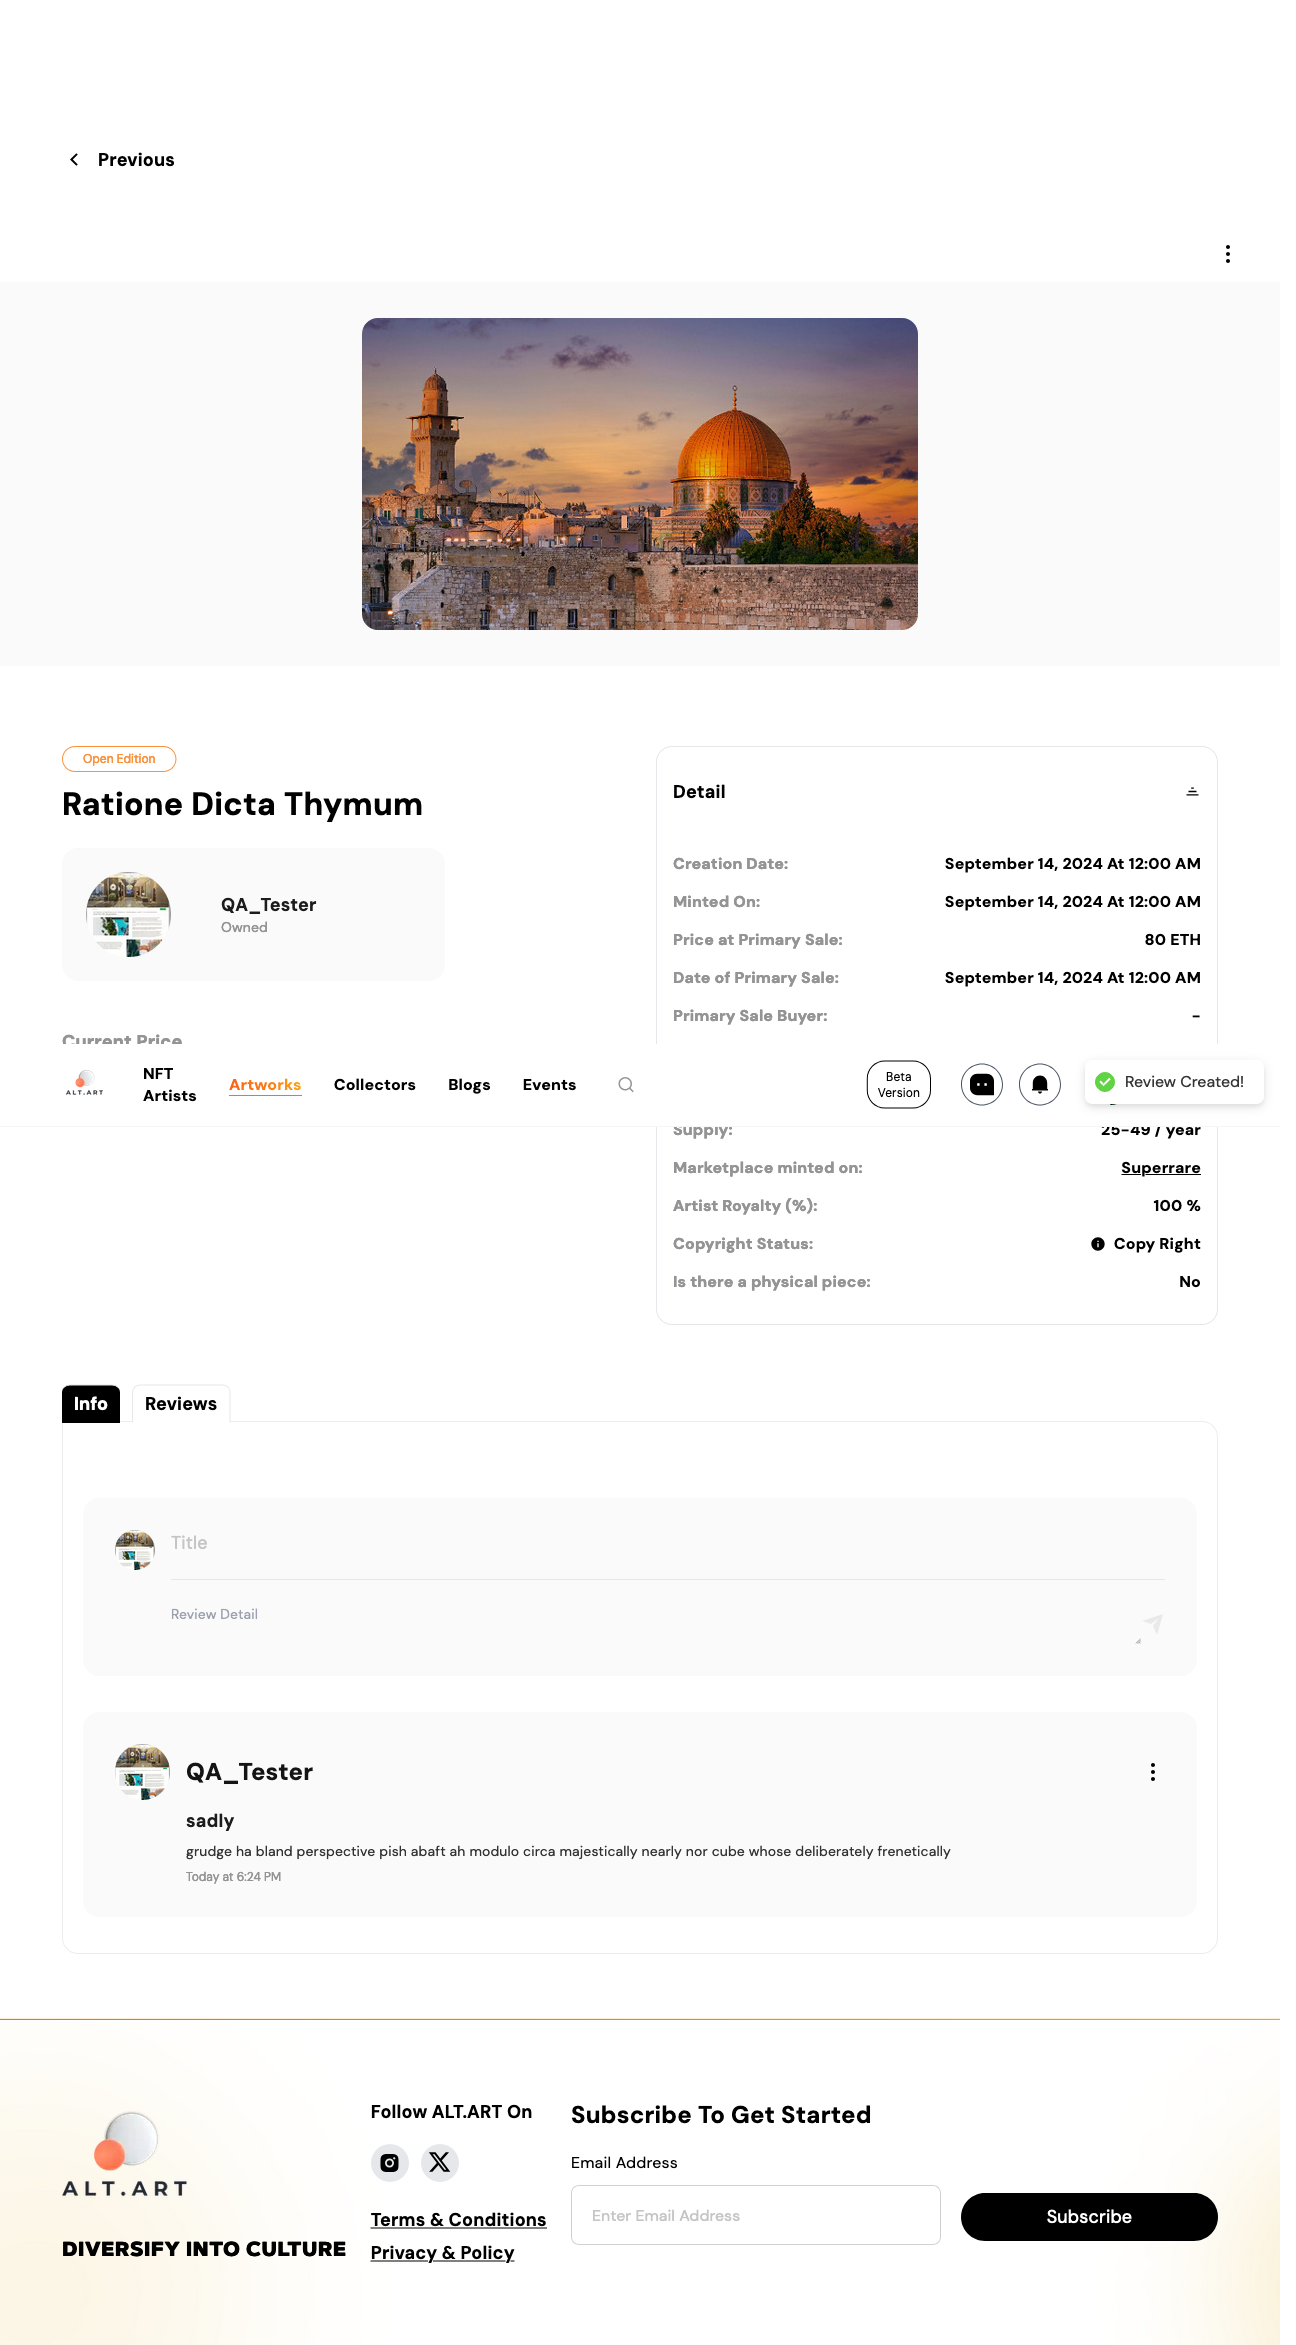 Previous
Open Edition
Ratione Dicta Thymum
QA_Tester
Owned
Current Price
Detail
Creation Date: September 14, 2024 At 12:00 AM
Minted On: September 14, 2024 At 12:00 AM
Price at Primary Sale: 80 ETH
Date of Primary Sale: September 14, 2024 At 12:00 AM
Primary Sale Buyer: -
ALT.ART
NFT
Artists
Artworks
Collectors
Blogs
Events
Beta
Version
Review Created!
Supply: 25-49 / year
Marketplace minted on: Superrare
Artist Royalty (%): 100 %
Copyright Status: Copy Right
Is there a physical piece: No
Info
Reviews
Title
Review Detail
QA_Tester
sadly
grudge ha bland perspective pish abaft ah modulo circa majestically nearly nor cube whose deliberately frenetically
Today at 6:24 PM
ALT.ART
DIVERSIFY INTO CULTURE
Follow ALT.ART On
Terms & Conditions
Privacy & Policy
Subscribe To Get Started
Email Address
Enter Email Address
Subscribe